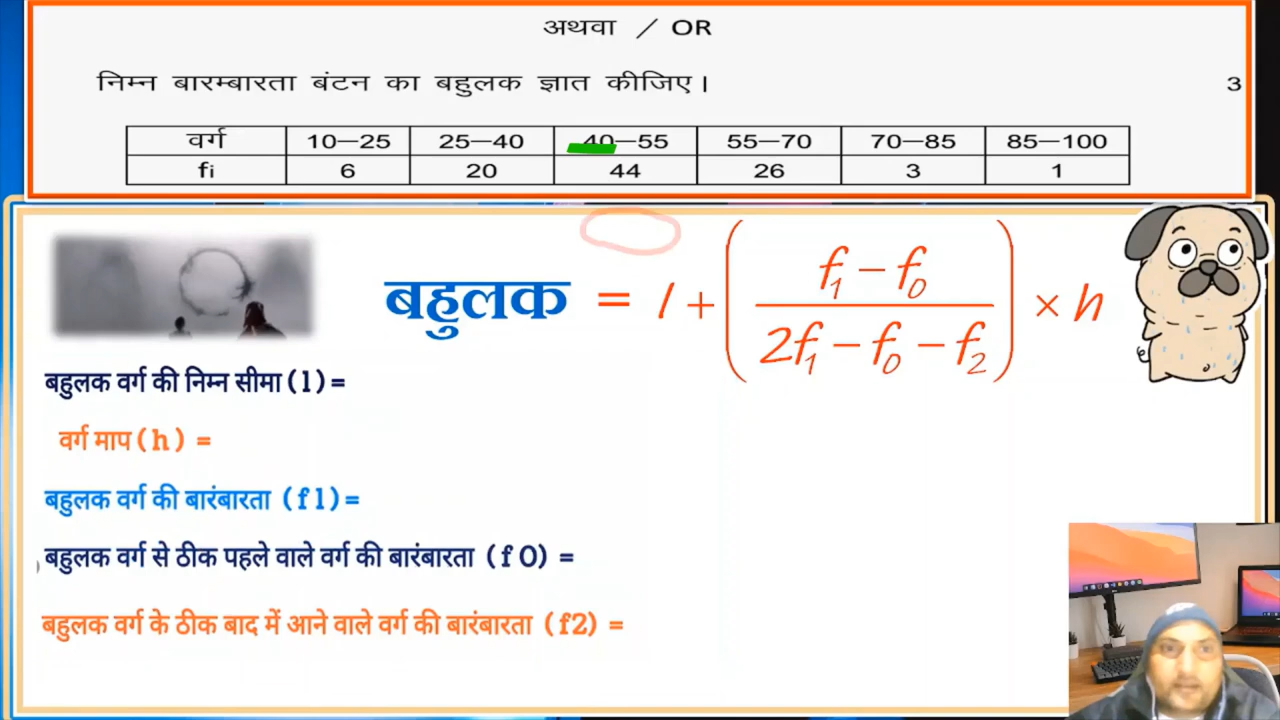 अथवा / OR
निम्न बारम्बारता बंटन का बहुलक ज्ञात कीजिए। 3
वर्ग 10—25 25—40 40—55 55—70 70—85 85—100
fi 6 20 44 26 3 1
बहुलक = l + ( f₁ − f₀ / 2f₁ − f₀ − f₂ ) × h
बहुलक वर्ग की निम्न सीमा ( l ) =
वर्ग माप ( h ) =
बहुलक वर्ग की बारंबारता ( f 1 ) =
बहुलक वर्ग से ठीक पहले वाले वर्ग की बारंबारता ( f 0 ) =
बहुलक वर्ग के ठीक बाद में आने वाले वर्ग की बारंबारता ( f2 ) =